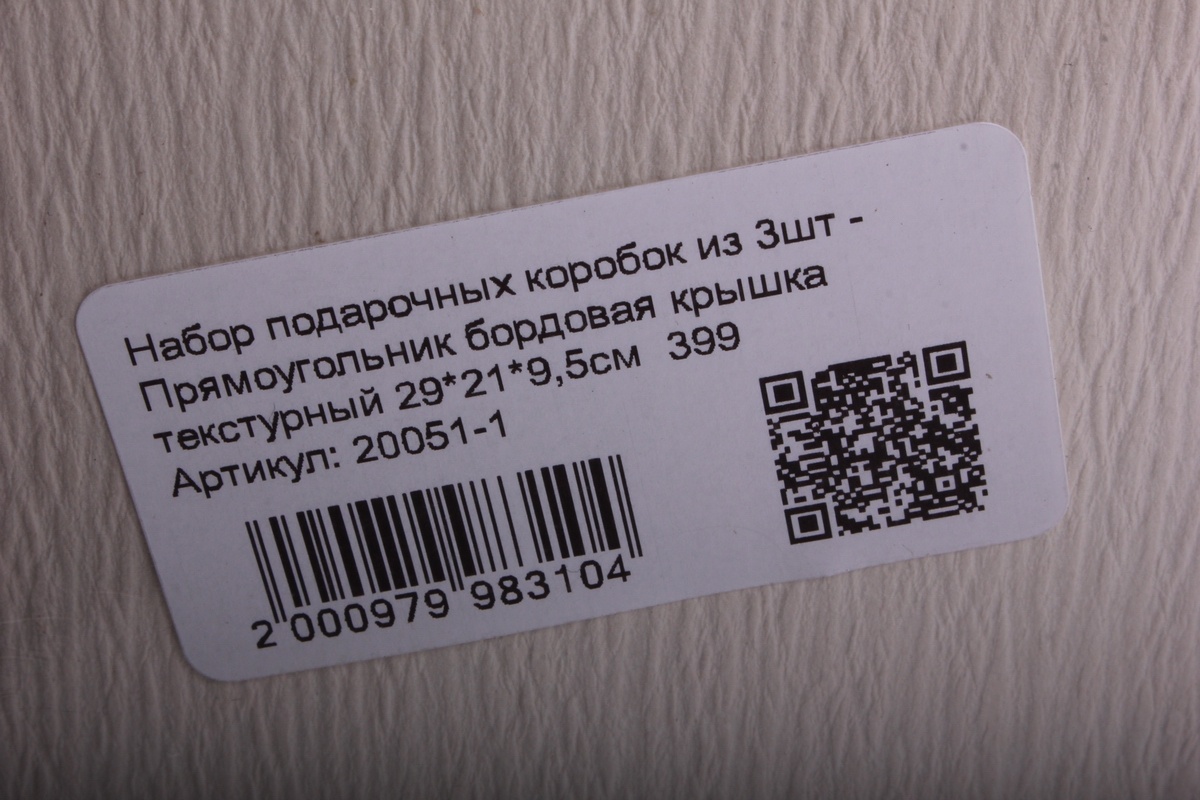 Набор подарочных коробок из 3шт -
Прямоугольник бордовая крышка
текстурный 29*21*9,5см 399
Артикул: 20051-1
2 000979 983104